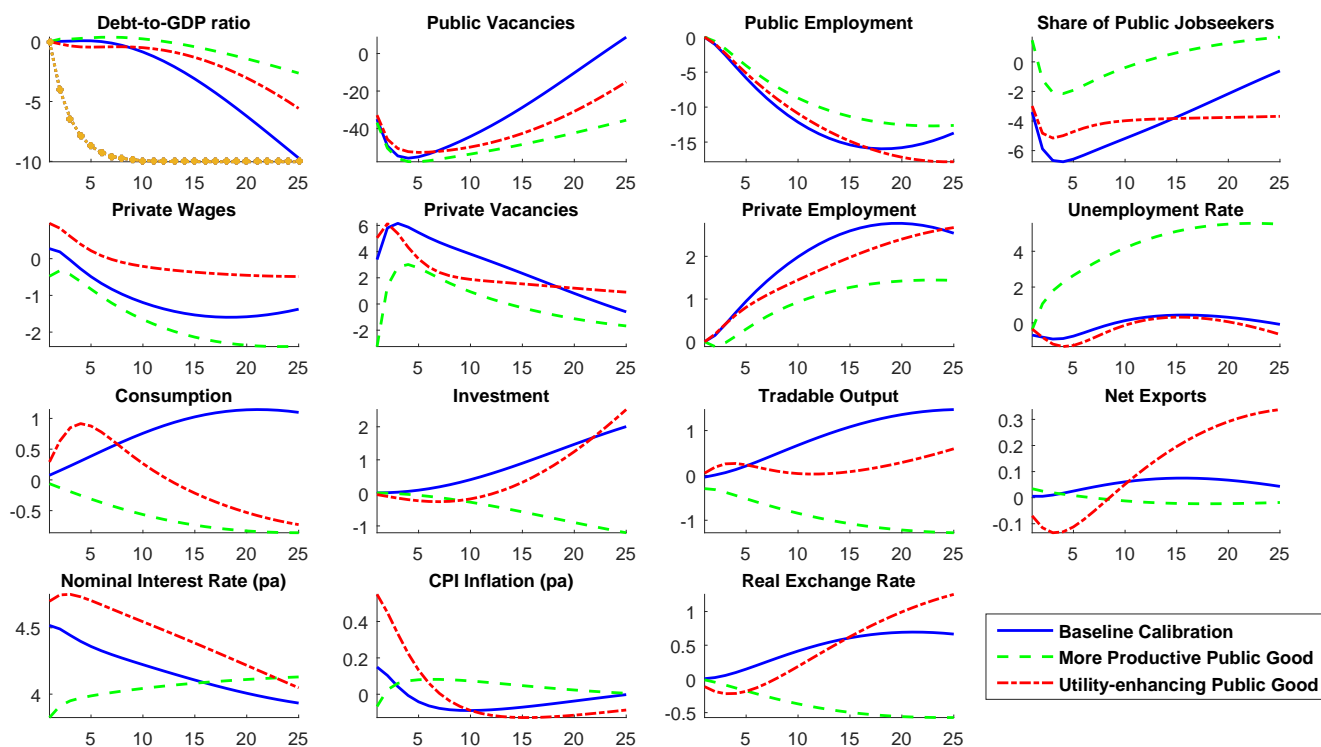 Debt-to-GDP ratio
0
-5
-10
5 10 15 20 25
Public Vacancies
0
-20
-40
5 10 15 20 25
Public Employment
0
-5
-10
-15
5 10 15 20 25
Share of Public Jobseekers
0
-2
-4
-6
5 10 15 20 25
Private Wages
0
-1
-2
5 10 15 20 25
Private Vacancies
6
4
2
0
-2
5 10 15 20 25
Private Employment
2
1
0
5 10 15 20 25
Unemployment Rate
4
2
0
5 10 15 20 25
Consumption
1
0.5
0
-0.5
5 10 15 20 25
Investment
2
1
0
-1
5 10 15 20 25
Tradable Output
1
0
-1
5 10 15 20 25
Net Exports
0.3
0.2
0.1
0
-0.1
5 10 15 20 25
Nominal Interest Rate (pa)
4.5
4
5 10 15 20 25
CPI Inflation (pa)
0.4
0.2
0
5 10 15 20 25
Real Exchange Rate
1
0.5
0
-0.5
5 10 15 20 25
Baseline Calibration
More Productive Public Good
Utility-enhancing Public Good